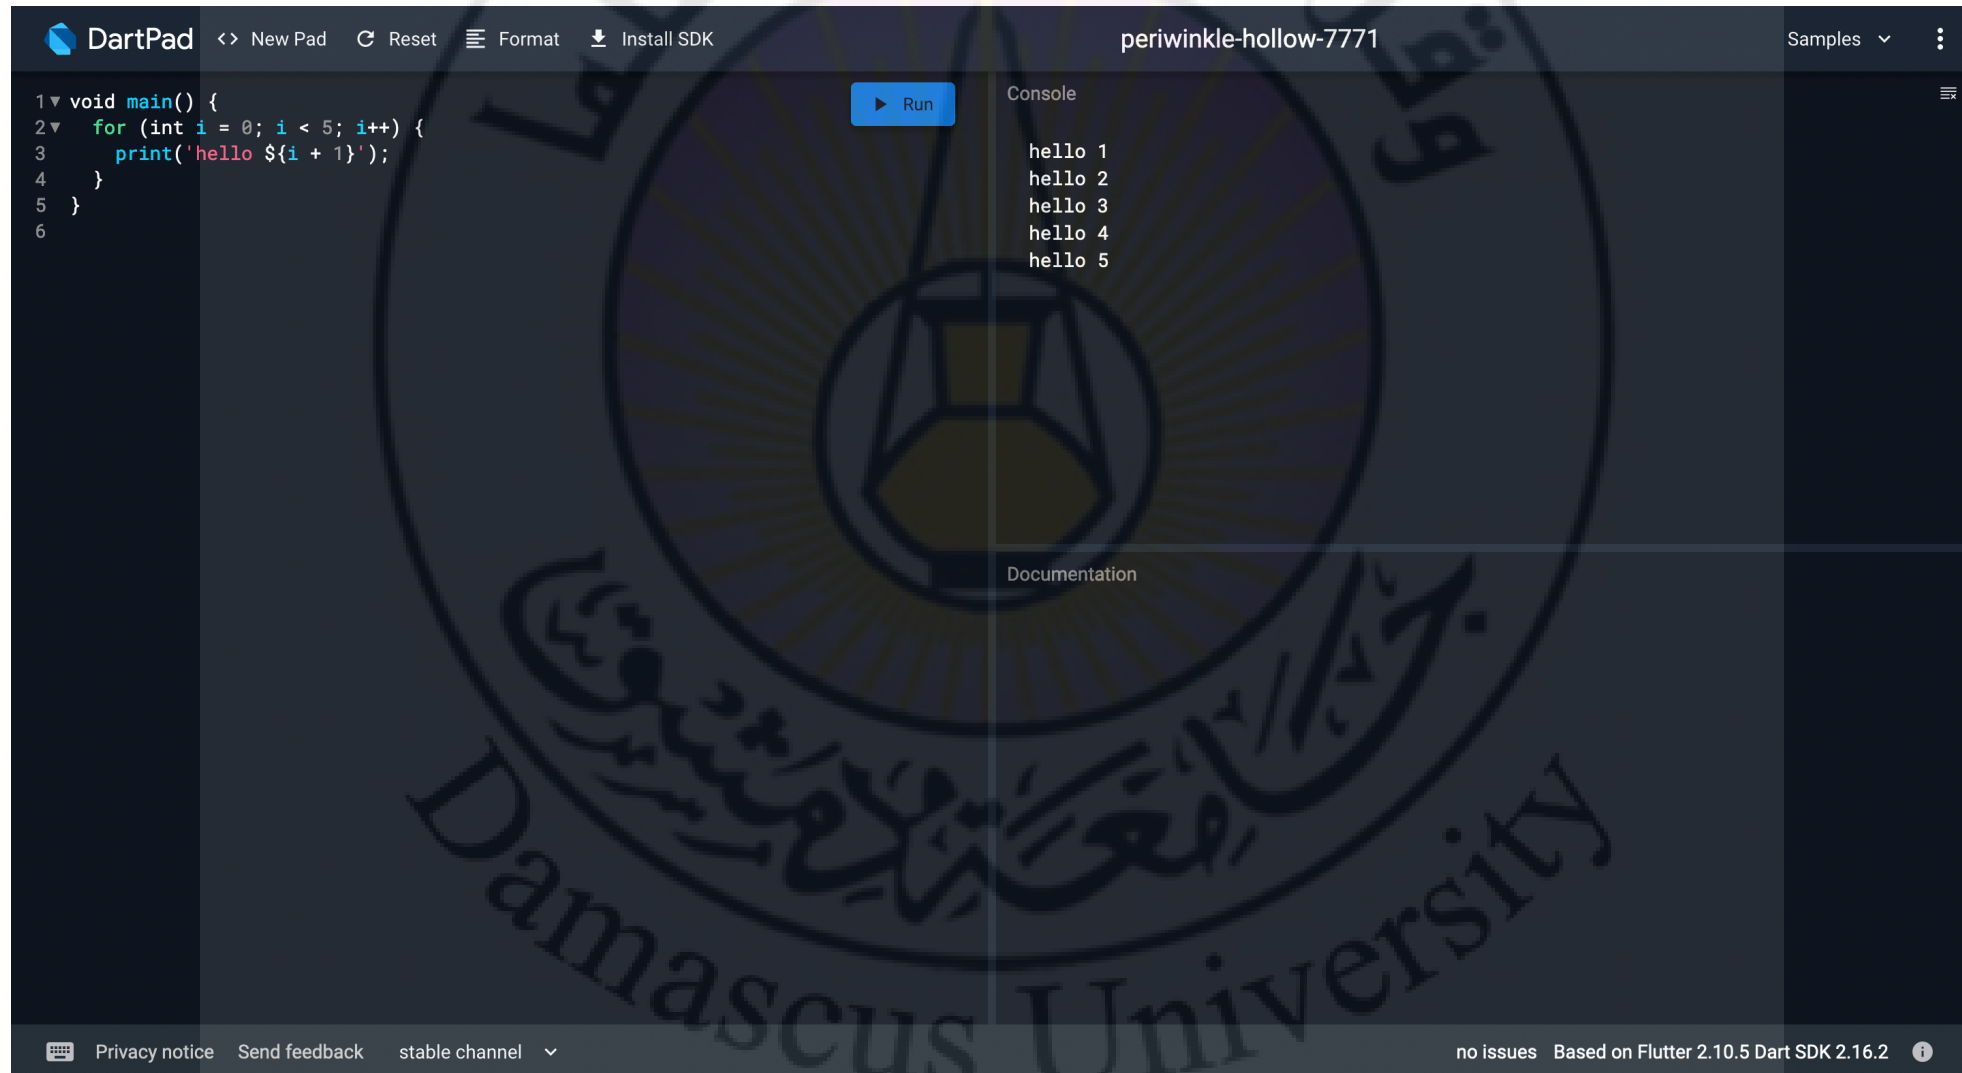 DartPad <> New Pad Reset Format Install SDK periwinkle-hollow-7771 Samples
1 void main() {
2 for (int i = 0; i < 5; i++) {
3 print('hello ${i + 1}');
4 }
5 }
6
Run
Console
hello 1
hello 2
hello 3
hello 4
hello 5
Documentation
جامعة دمشق
Damascus University
Privacy notice Send feedback stable channel no issues Based on Flutter 2.10.5 Dart SDK 2.16.2